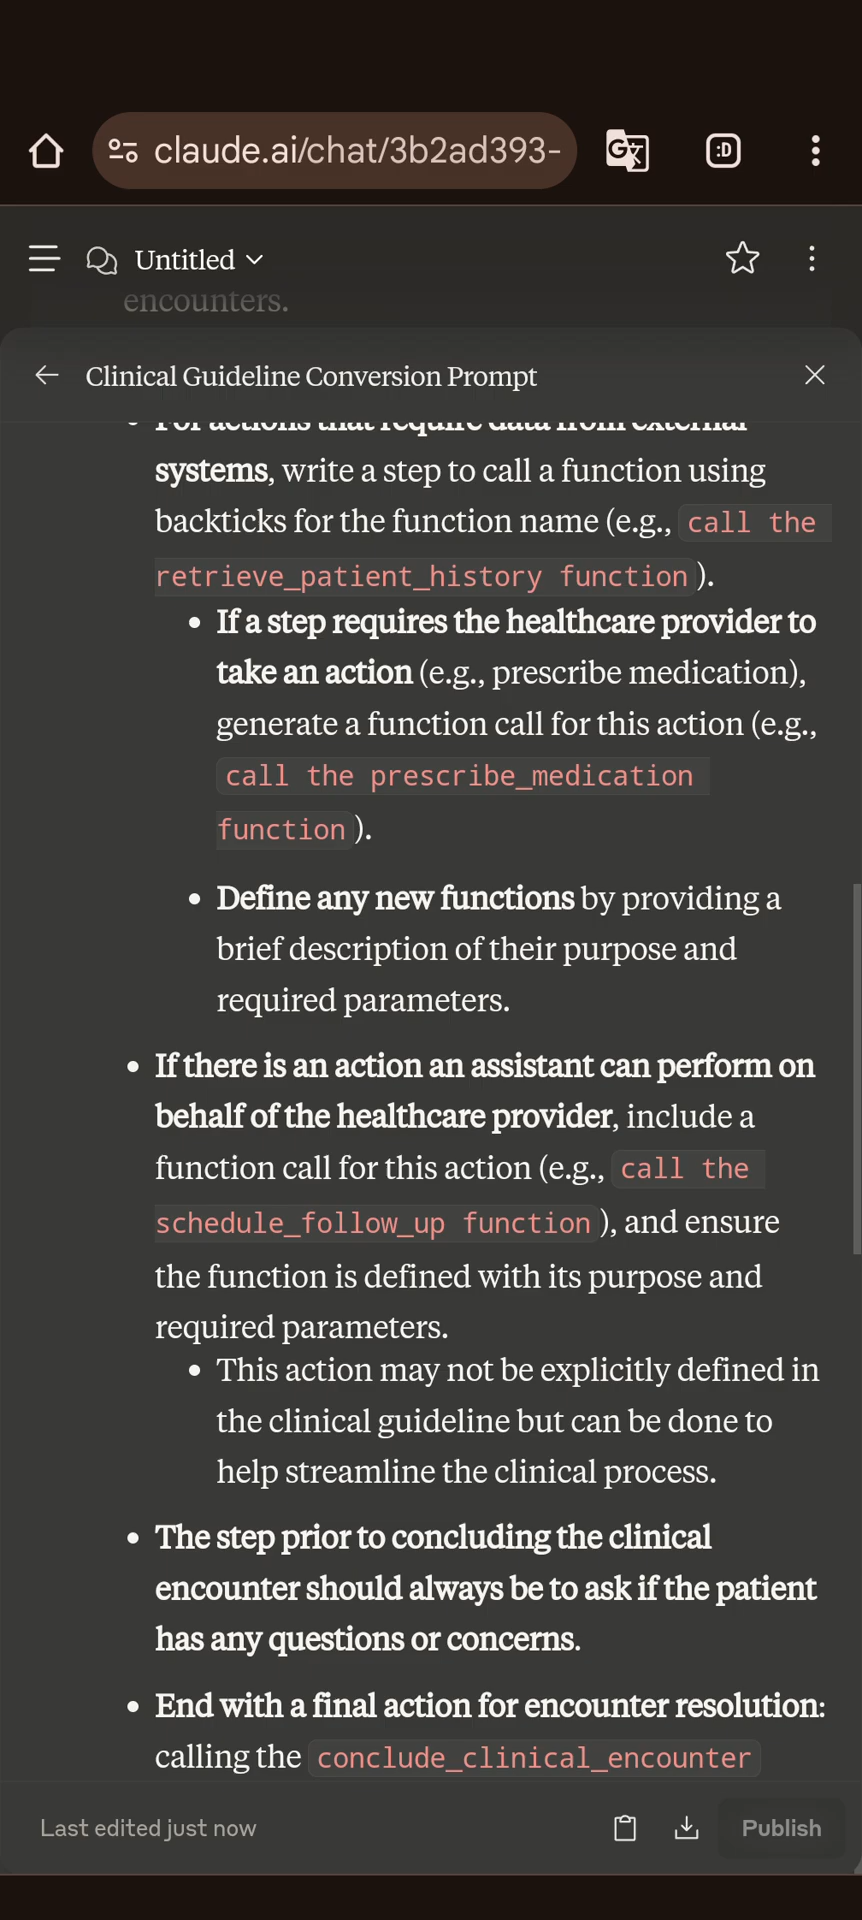 claude.ai/chat/3b2ad393-
:D
Untitled
encounters.
Clinical Guideline Conversion Prompt
For actions that require data from external
systems, write a step to call a function using
backticks for the function name (e.g., call the
retrieve_patient_history function).
If a step requires the healthcare provider to
take an action (e.g., prescribe medication),
generate a function call for this action (e.g.,
call the prescribe_medication
function).
Define any new functions by providing a
brief description of their purpose and
required parameters.
If there is an action an assistant can perform on
behalf of the healthcare provider, include a
function call for this action (e.g., call the
schedule_follow_up function), and ensure
the function is defined with its purpose and
required parameters.
This action may not be explicitly defined in
the clinical guideline but can be done to
help streamline the clinical process.
The step prior to concluding the clinical
encounter should always be to ask if the patient
has any questions or concerns.
End with a final action for encounter resolution:
calling the conclude_clinical_encounter
Last edited just now
Publish